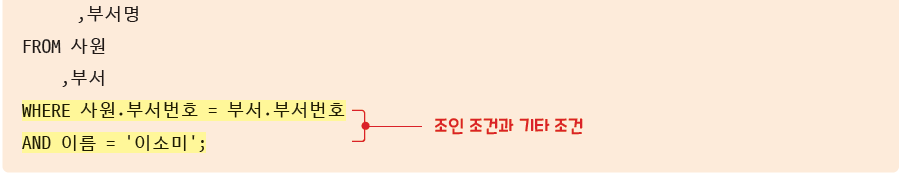 ,부서명
FROM 사원
,부서
WHERE 사원.부서번호 = 부서.부서번호
AND 이름 = '이소미';
조인 조건과 기타 조건